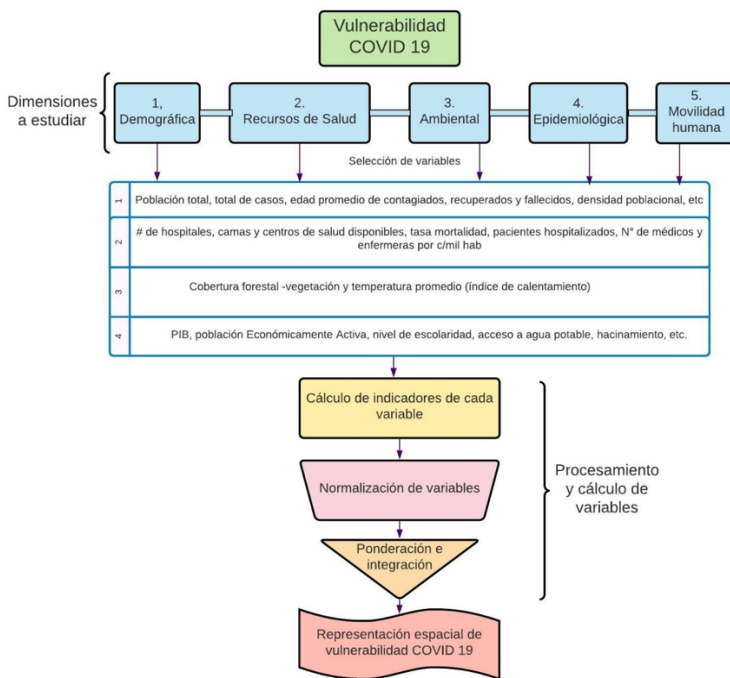 Vulnerabilidad
COVID 19
Dimensiones
a estudiar
1,
Demográfica
2.
Recursos de Salud
3.
Ambiental
4.
Epidemiológica
5.
Movilidad
humana
Selección de variables
1
Población total, total de casos, edad promedio de contagiados, recuperados y fallecidos, densidad poblacional, etc
2
# de hospitales, camas y centros de salud disponibles, tasa mortalidad, pacientes hospitalizados, N° de médicos y
enfermeras por c/mil hab
3
Cobertura forestal -vegetación y temperatura promedio (índice de calentamiento)
4
PIB, población Económicamente Activa, nivel de escolaridad, acceso a agua potable, hacinamiento, etc.
Cálculo de indicadores de cada
variable
Normalización de variables
Ponderación e
integración
Procesamiento
y cálculo de
variables
Representación espacial de
vulnerabilidad COVID 19